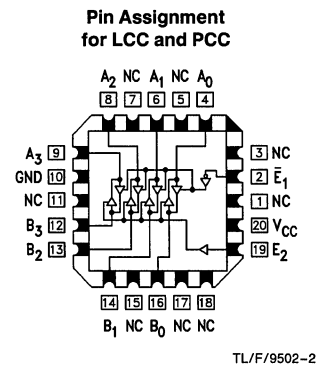 Pin Assignment
for LCC and PCC
A2 NC A1 NC A0
8 7 6 5 4
A3 9
3 NC
GND 10
2 E̅1
NC 11
1 NC
B3 12
20 VCC
B2 13
19 E2
14 15 16 17 18
B1 NC B0 NC NC
TL/F/9502-2